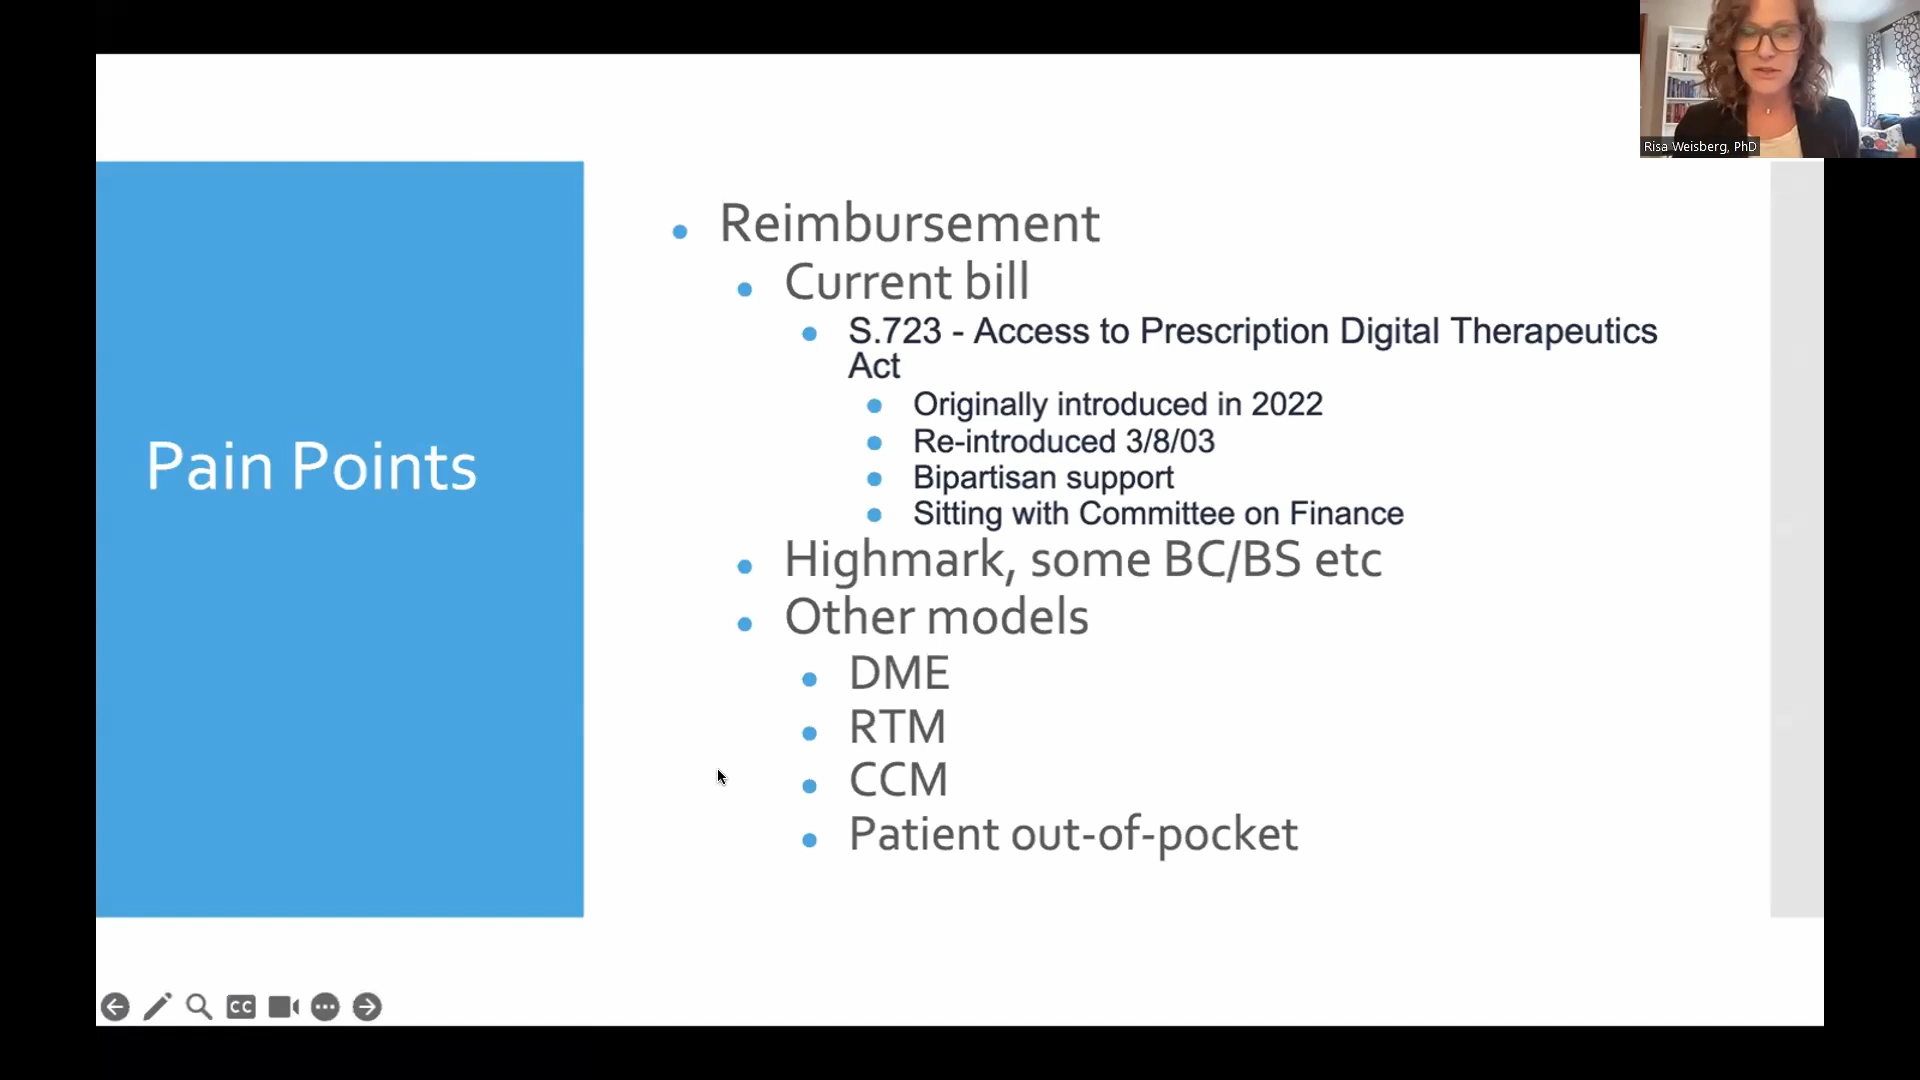 Risa Weisberg, PhD
Pain Points
Reimbursement
Current bill
S.723 - Access to Prescription Digital Therapeutics
Act
Originally introduced in 2022
Re-introduced 3/8/03
Bipartisan support
Sitting with Committee on Finance
Highmark, some BC/BS etc
Other models
DME
RTM
CCM
Patient out-of-pocket
CC